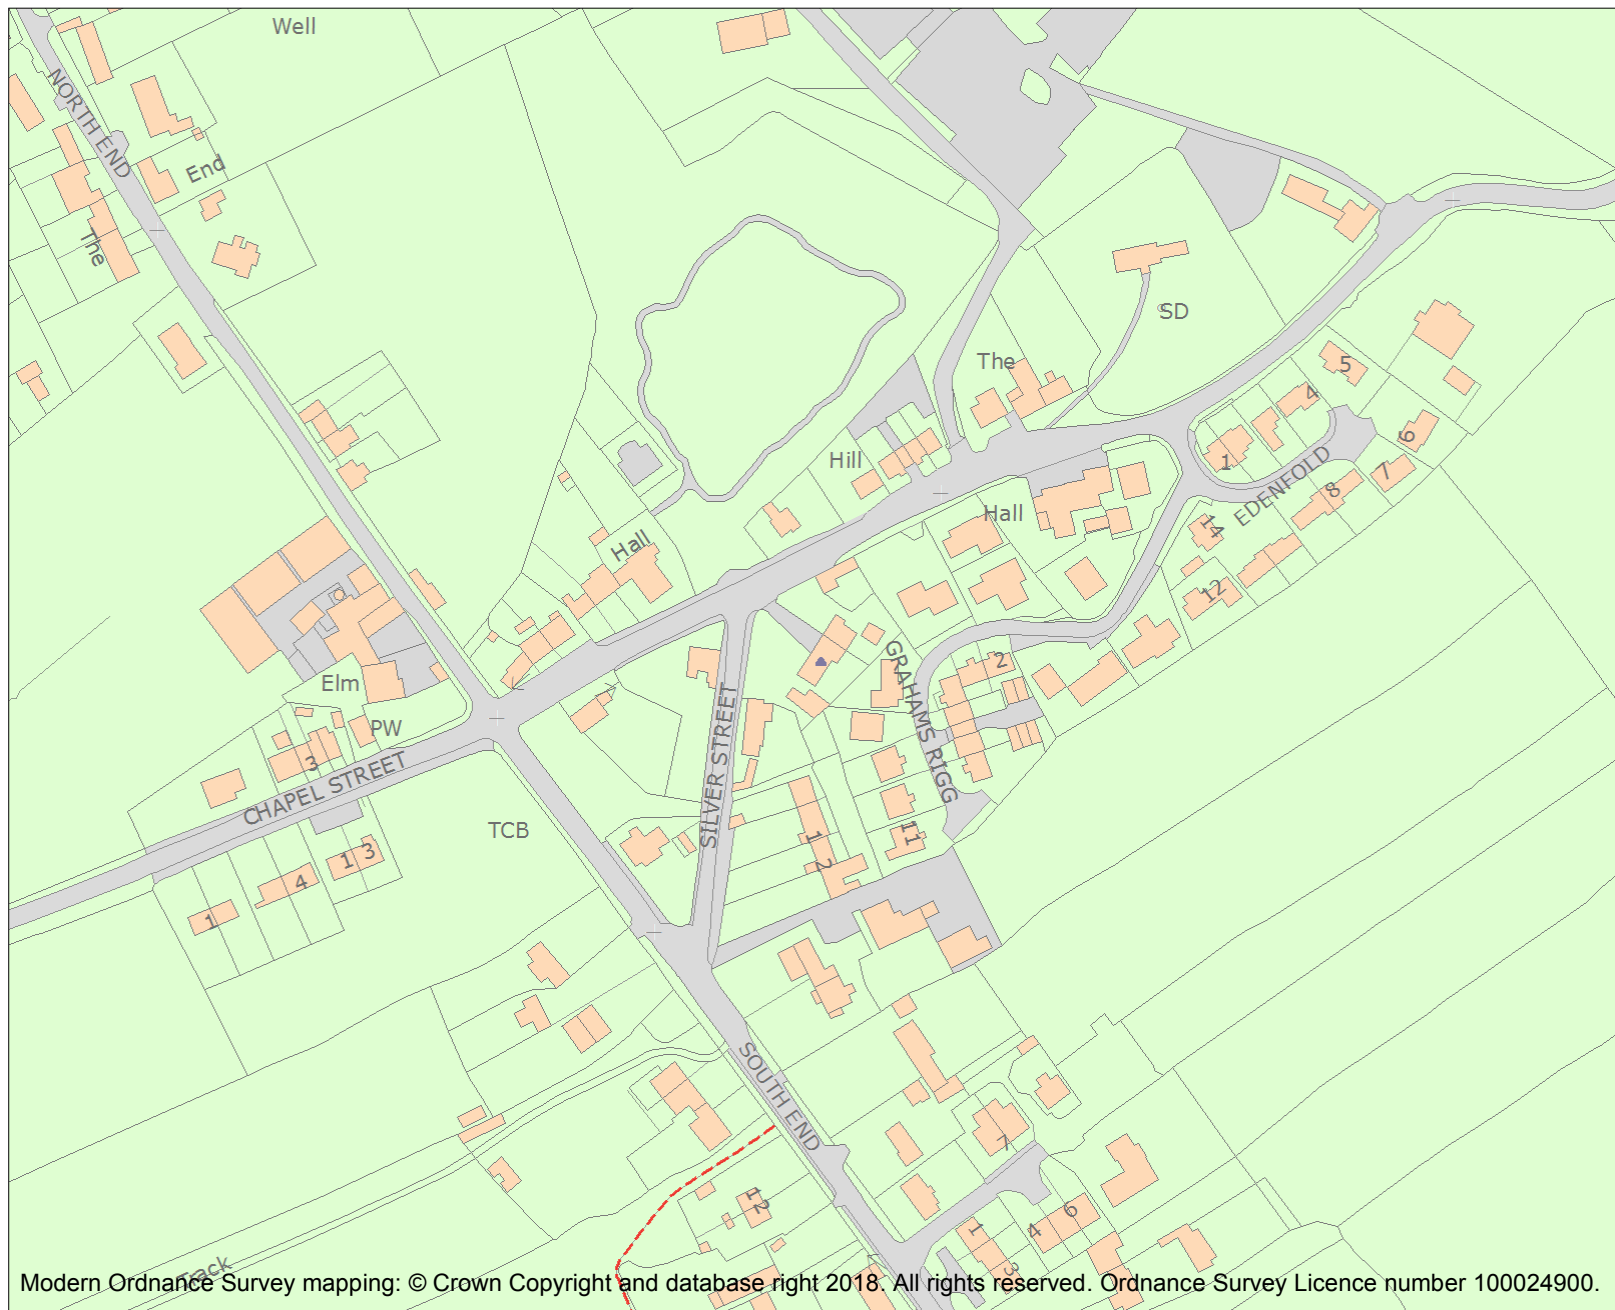 Well
NORTH END
End
The
SD
The
5
4
Hill
1
6
7
EDENFOLD
8
Hall
14
Hall
12
Elm
GRAHAMS RIGG
2
PW
SILVER STREET
3
CHAPEL STREET
TCB
1
11
1 3
2
4
1
SOUTH END
7
12
6
1
4
3
Track
Modern Ordnance Survey mapping: © Crown Copyright and database right 2018. All rights reserved. Ordnance Survey Licence number 100024900.